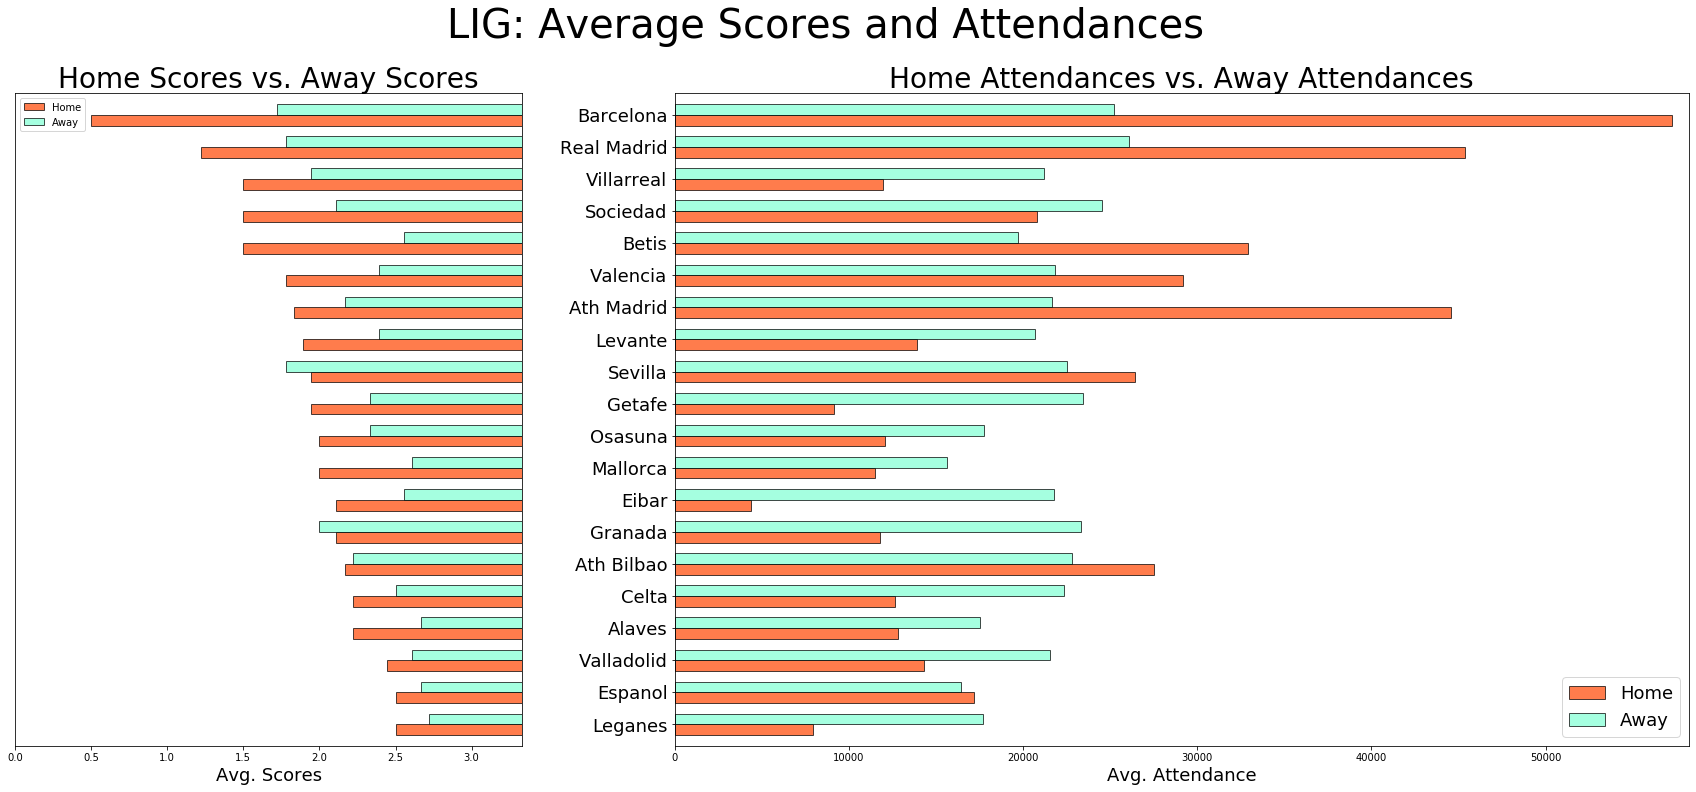 LIG: Average Scores and Attendances
Home Scores vs. Away Scores
Home
Away
0.0 0.5 1.0 1.5 2.0 2.5 3.0
Avg. Scores
Home Attendances vs. Away Attendances
Barcelona
Real Madrid
Villarreal
Sociedad
Betis
Valencia
Ath Madrid
Levante
Sevilla
Getafe
Osasuna
Mallorca
Eibar
Granada
Ath Bilbao
Celta
Alaves
Valladolid
Espanol
Leganes
Home
Away
0 10000 20000 30000 40000 50000
Avg. Attendance